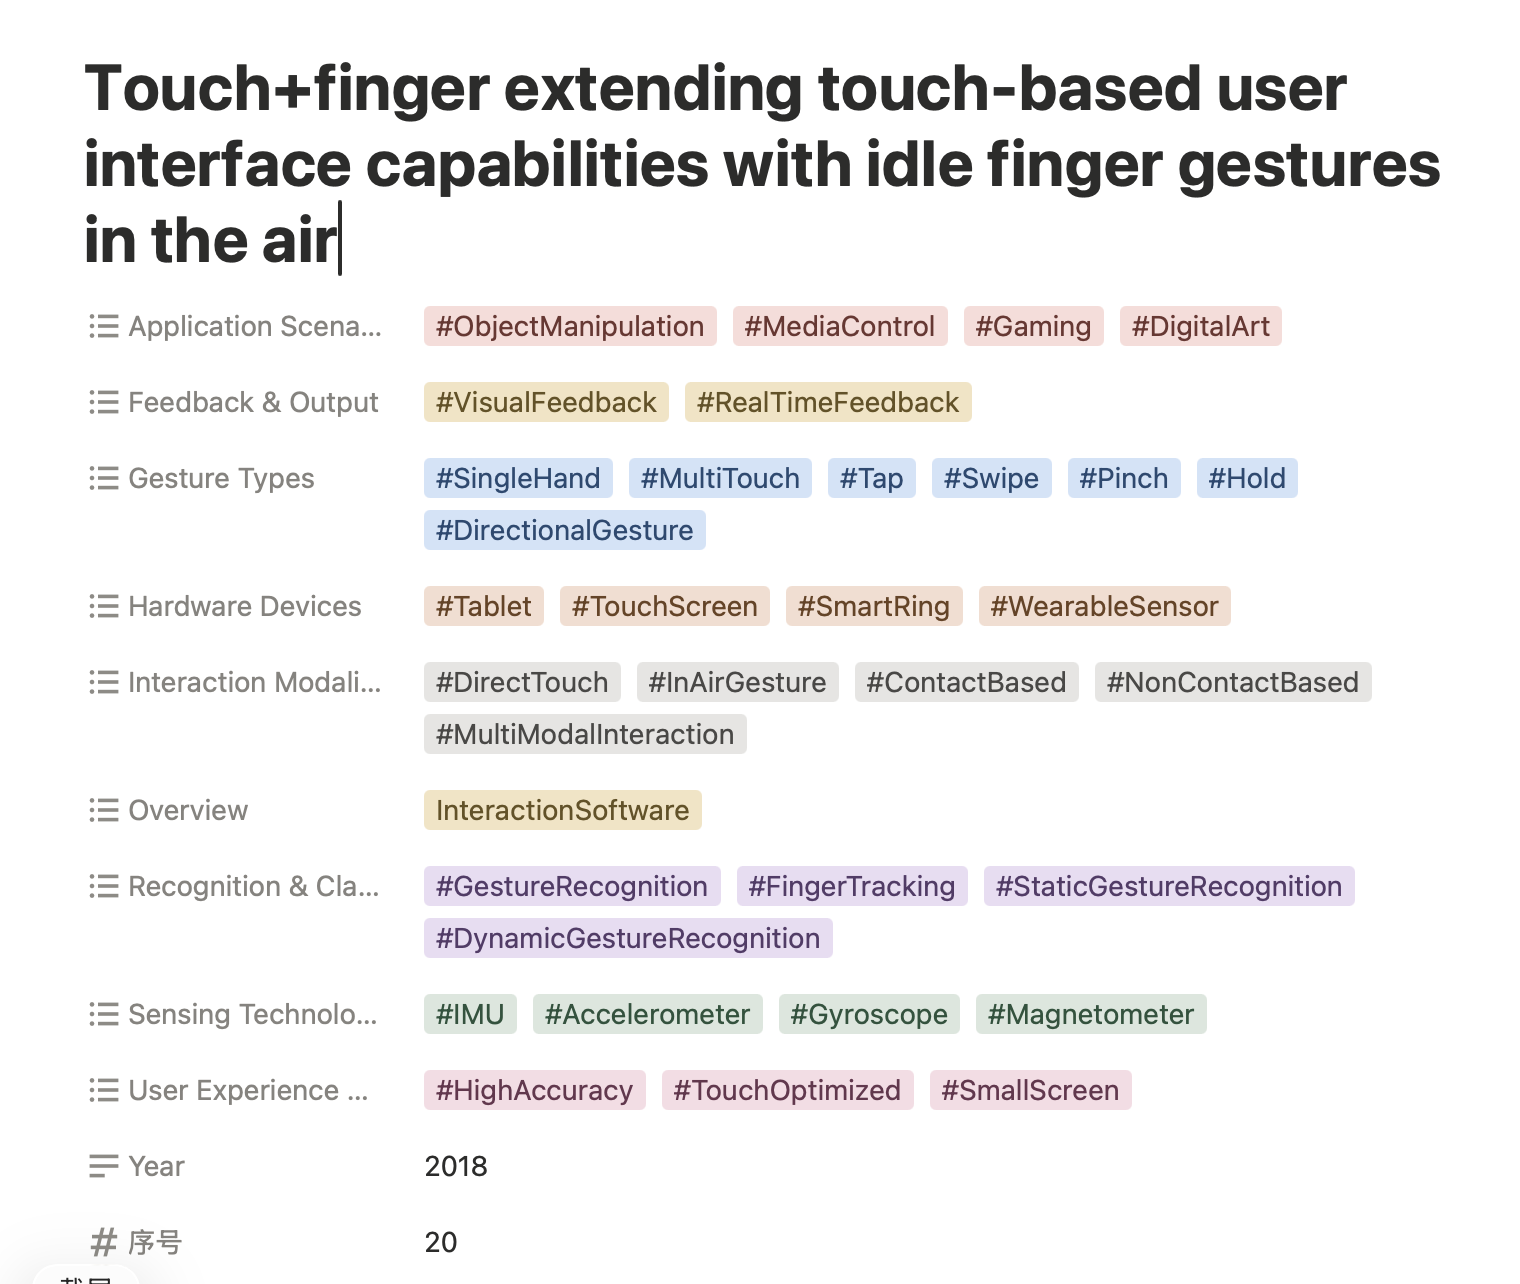 Touch+finger extending touch-based user
interface capabilities with idle finger gestures
in the air
Application Scena... #ObjectManipulation #MediaControl #Gaming #DigitalArt
Feedback & Output #VisualFeedback #RealTimeFeedback
Gesture Types #SingleHand #MultiTouch #Tap #Swipe #Pinch #Hold
#DirectionalGesture
Hardware Devices #Tablet #TouchScreen #SmartRing #WearableSensor
Interaction Modali... #DirectTouch #InAirGesture #ContactBased #NonContactBased
#MultiModalInteraction
Overview InteractionSoftware
Recognition & Cla... #GestureRecognition #FingerTracking #StaticGestureRecognition
#DynamicGestureRecognition
Sensing Technolo... #IMU #Accelerometer #Gyroscope #Magnetometer
User Experience ... #HighAccuracy #TouchOptimized #SmallScreen
Year 2018
序号 20